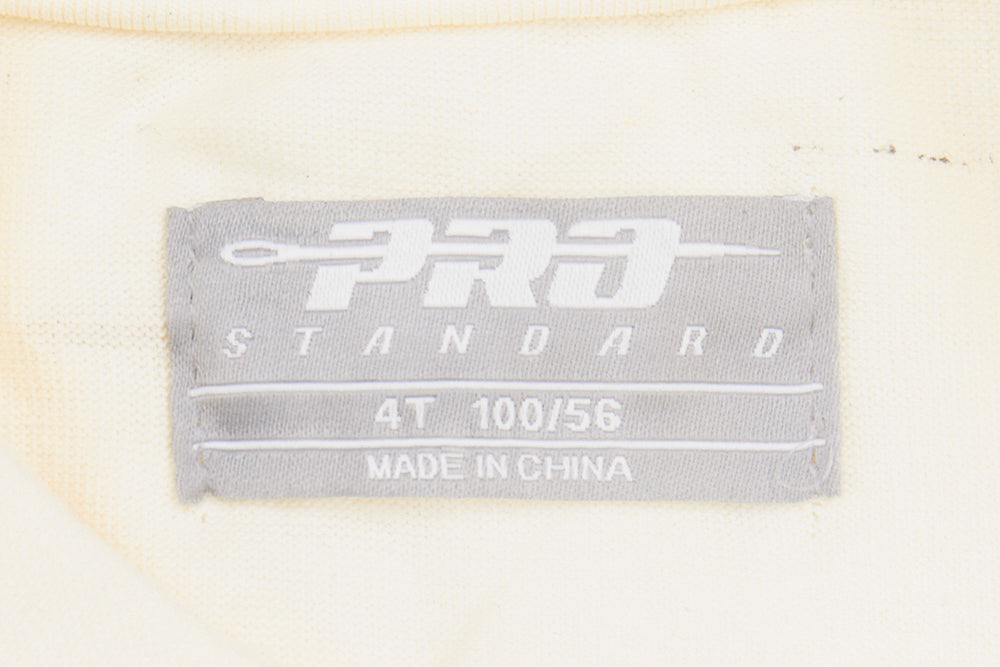 PRO
STANDARD
4T 100/56
MADE IN CHINA